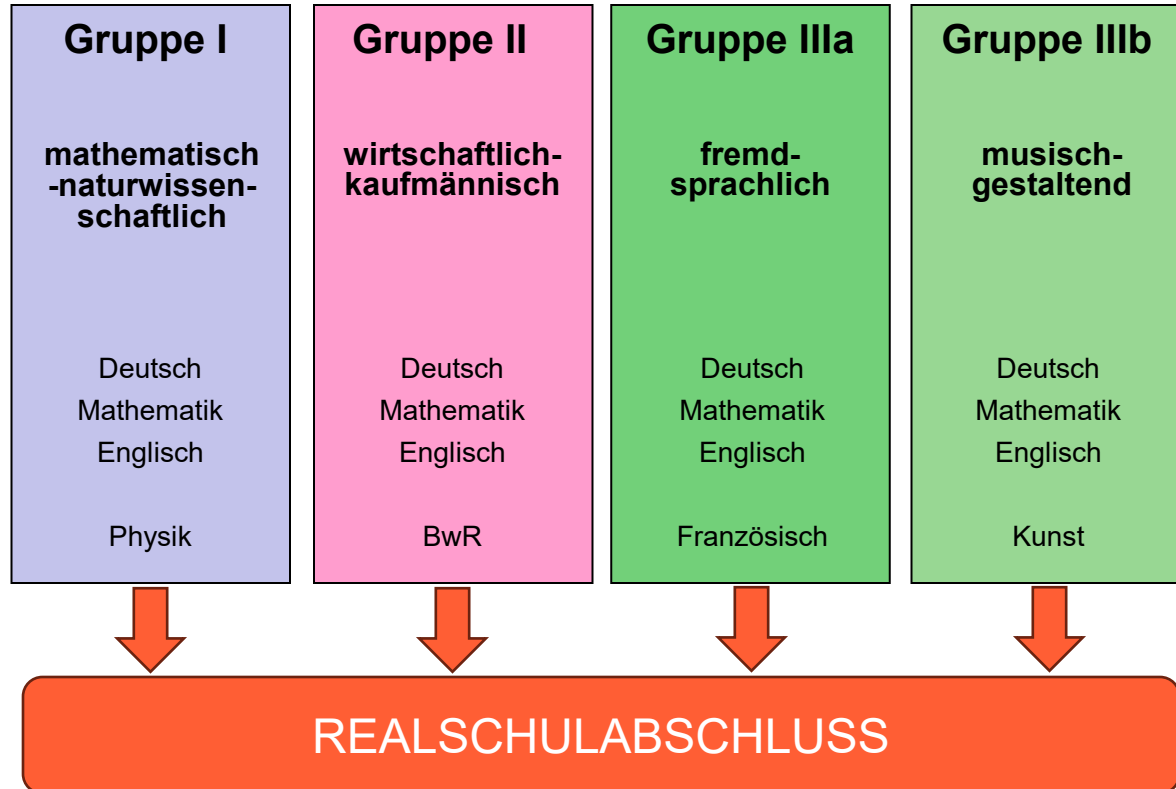 Gruppe I
mathematisch
-naturwissen-
schaftlich
Deutsch
Mathematik
Englisch
Physik
Gruppe II
wirtschaftlich-
kaufmännisch
Deutsch
Mathematik
Englisch
BwR
Gruppe IIIa
fremd-
sprachlich
Deutsch
Mathematik
Englisch
Französisch
Gruppe IIIb
musisch-
gestaltend
Deutsch
Mathematik
Englisch
Kunst
REALSCHULABSCHLUSS